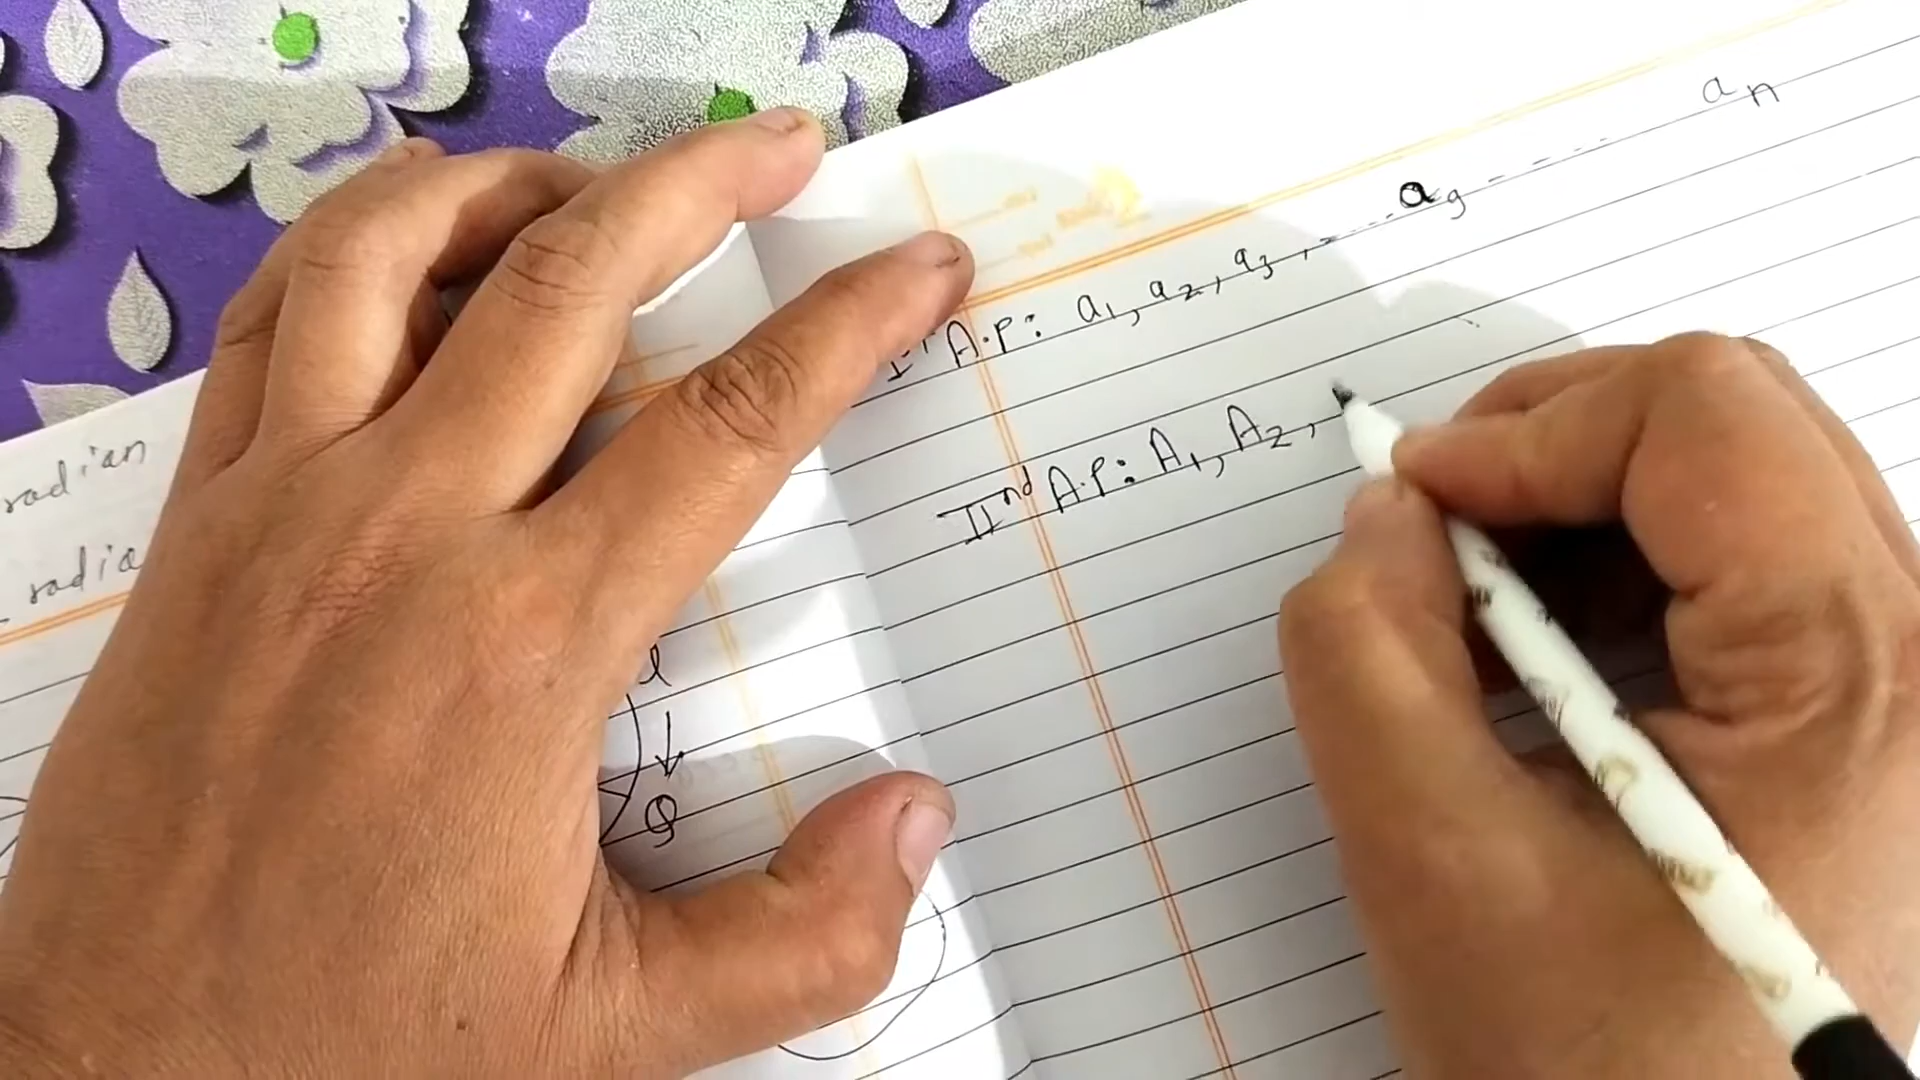 radian
radia
l
Q
Ist A.P: a1, a2, a3, ----- a9 ------ an
IInd A.P: A1, A2,